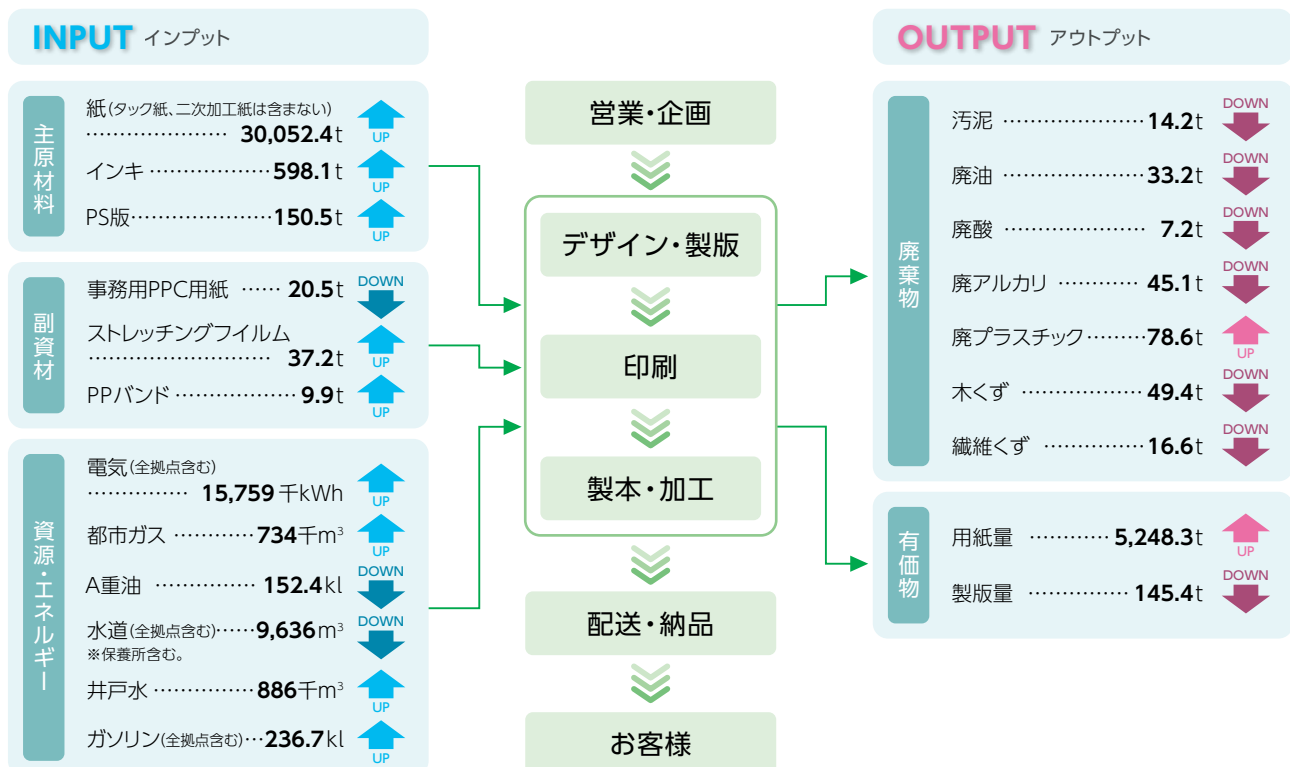 INPUT インプット
主原材料
紙(タック紙、二次加工紙は含まない)
………………… 30,052.4t
UP
インキ ………………598.1t
UP
PS版…………………150.5t
UP
副資材
事務用PPC用紙 …… 20.5t
DOWN
ストレッチングフイルム
……………………… 37.2t
UP
PPバンド ……………… 9.9t
UP
資源・エネルギー
電気(全拠点含む)
…………… 15,759 千kWh
UP
都市ガス …………734千m³
UP
A重油 …………… 152.4kl
DOWN
水道(全拠点含む)……9,636m³
DOWN
※保養所含む。
井戸水 ……………886千m³
UP
ガソリン(全拠点含む)…236.7kl
UP
営業・企画
デザイン・製版
印刷
製本・加工
配送・納品
お客様
OUTPUT アウトプット
廃棄物
汚泥 …………………14.2t
DOWN
廃油 …………………33.2t
DOWN
廃酸 ………………… 7.2t
DOWN
廃アルカリ ………… 45.1t
DOWN
廃プラスチック………78.6t
UP
木くず ……………… 49.4t
DOWN
繊維くず ……………16.6t
DOWN
有価物
用紙量 ………… 5,248.3t
UP
製版量 …………… 145.4t
DOWN